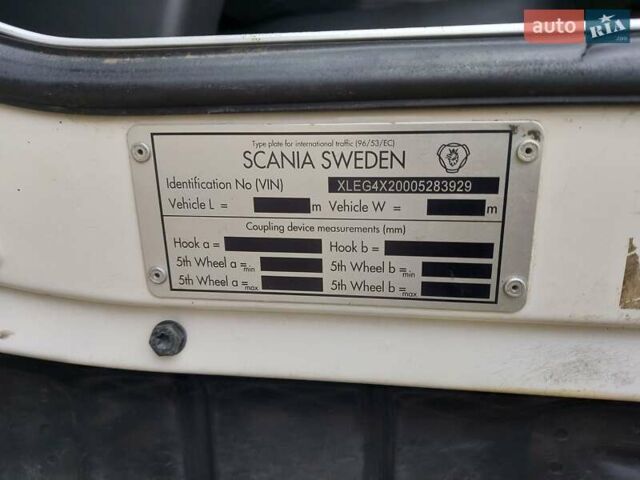 auto RIA.com
Type plate for international traffic (96/53/EC)
SCANIA SWEDEN
Identification No (VIN) XLEG4X20005283929
Vehicle L = m Vehicle W = m
Coupling device measurements (mm)
Hook a = Hook b =
5th Wheel a = min 5th Wheel b = min
5th Wheel a = max 5th Wheel b = max